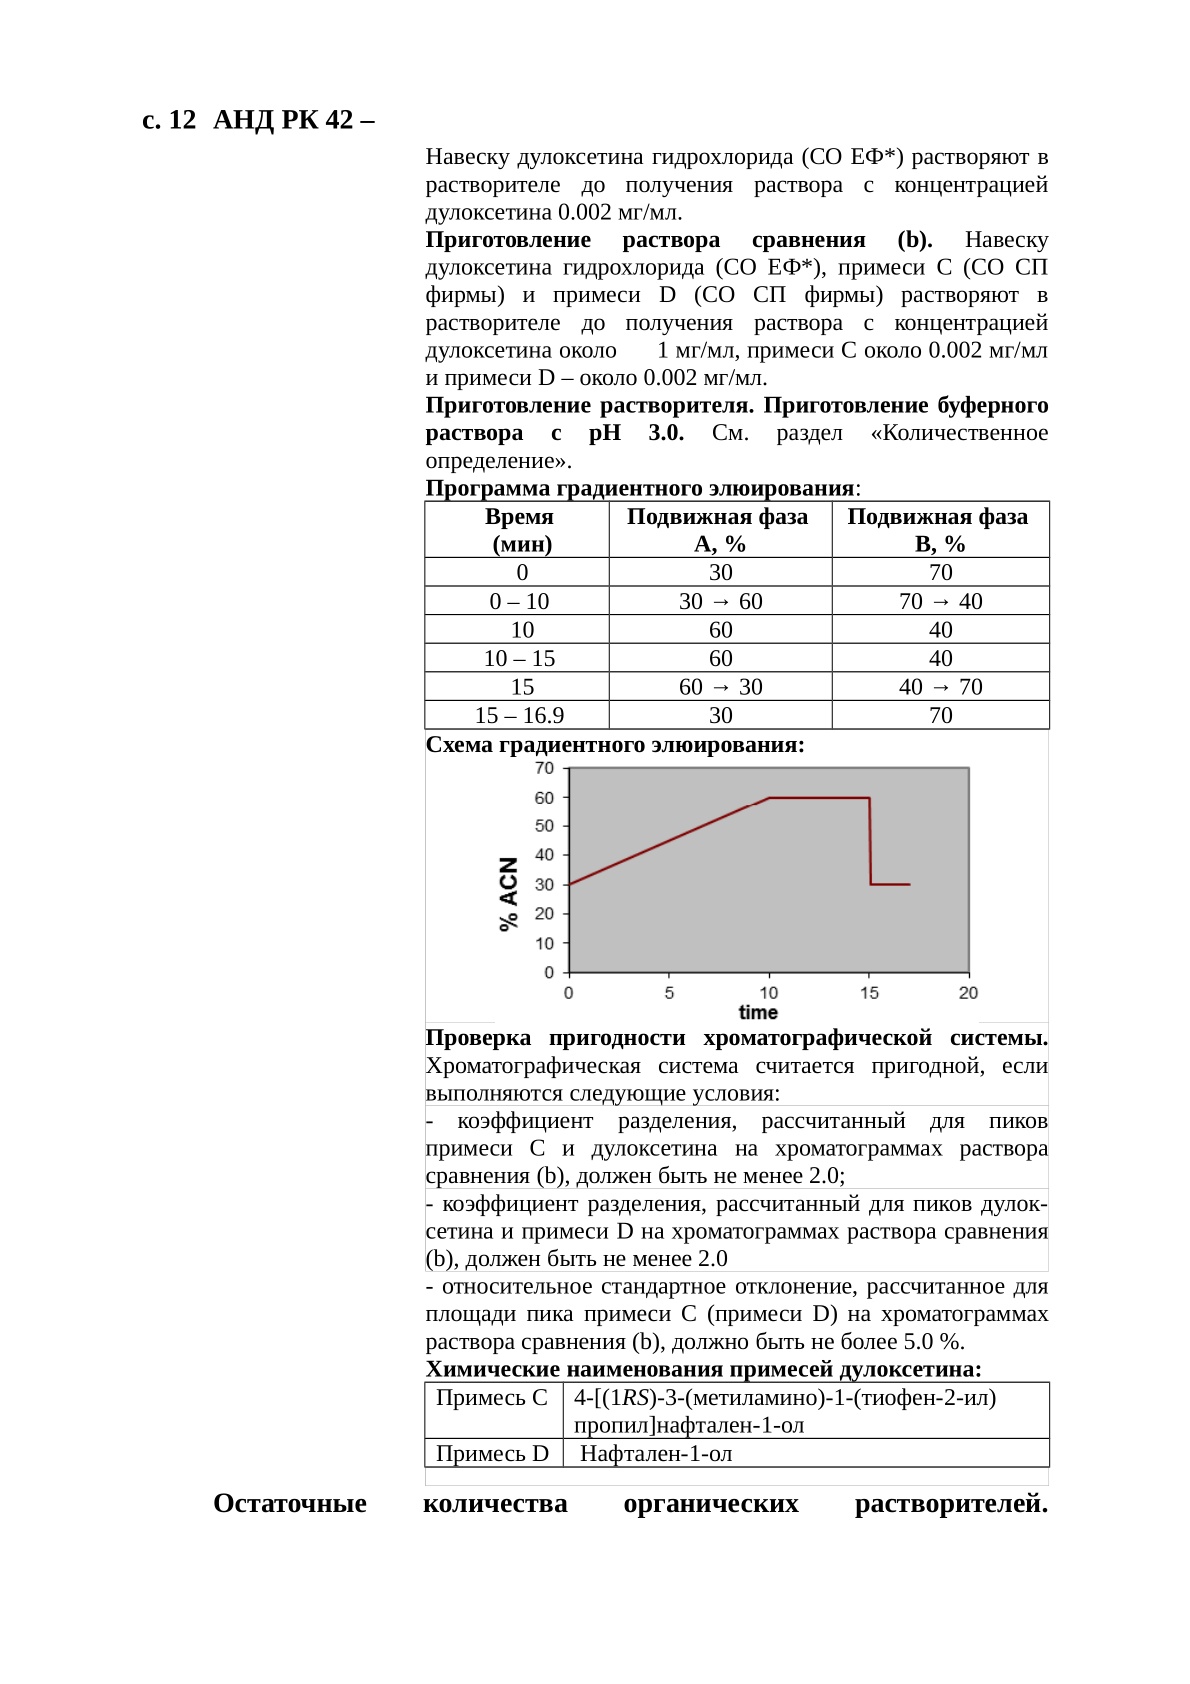 с. 12 АНД РК 42 –
Навеску дулоксетина гидрохлорида (СО ЕФ*) растворяют в
растворителе до получения раствора с концентрацией
дулоксетина 0.002 мг/мл.
Приготовление раствора сравнения (b). Навеску
дулоксетина гидрохлорида (СО ЕФ*), примеси С (СО СП
фирмы) и примеси D (СО СП фирмы) растворяют в
растворителе до получения раствора с концентрацией
дулоксетина около 1 мг/мл, примеси С около 0.002 мг/мл
и примеси D – около 0.002 мг/мл.
Приготовление растворителя. Приготовление буферного
раствора с рН 3.0. См. раздел «Количественное
определение».
Программа градиентного элюирования:
Время Подвижная фаза Подвижная фаза
(мин) А, % В, %
0 30 70
0 – 10 30 → 60 70 → 40
10 60 40
10 – 15 60 40
15 60 → 30 40 → 70
15 – 16.9 30 70
Схема градиентного элюирования:
70
60
50
40
30
20
10
0
% ACN
0 5 10 15 20
time
Проверка пригодности хроматографической системы.
Хроматографическая система считается пригодной, если
выполняются следующие условия:
- коэффициент разделения, рассчитанный для пиков
примеси С и дулоксетина на хроматограммах раствора
сравнения (b), должен быть не менее 2.0;
- коэффициент разделения, рассчитанный для пиков дулок-
сетина и примеси D на хроматограммах раствора сравнения
(b), должен быть не менее 2.0
- относительное стандартное отклонение, рассчитанное для
площади пика примеси С (примеси D) на хроматограммах
раствора сравнения (b), должно быть не более 5.0 %.
Химические наименования примесей дулоксетина:
Примесь С 4-[(1RS)-3-(метиламино)-1-(тиофен-2-ил)
пропил]нафтален-1-ол
Примесь D Нафтален-1-ол
Остаточные количества органических растворителей.